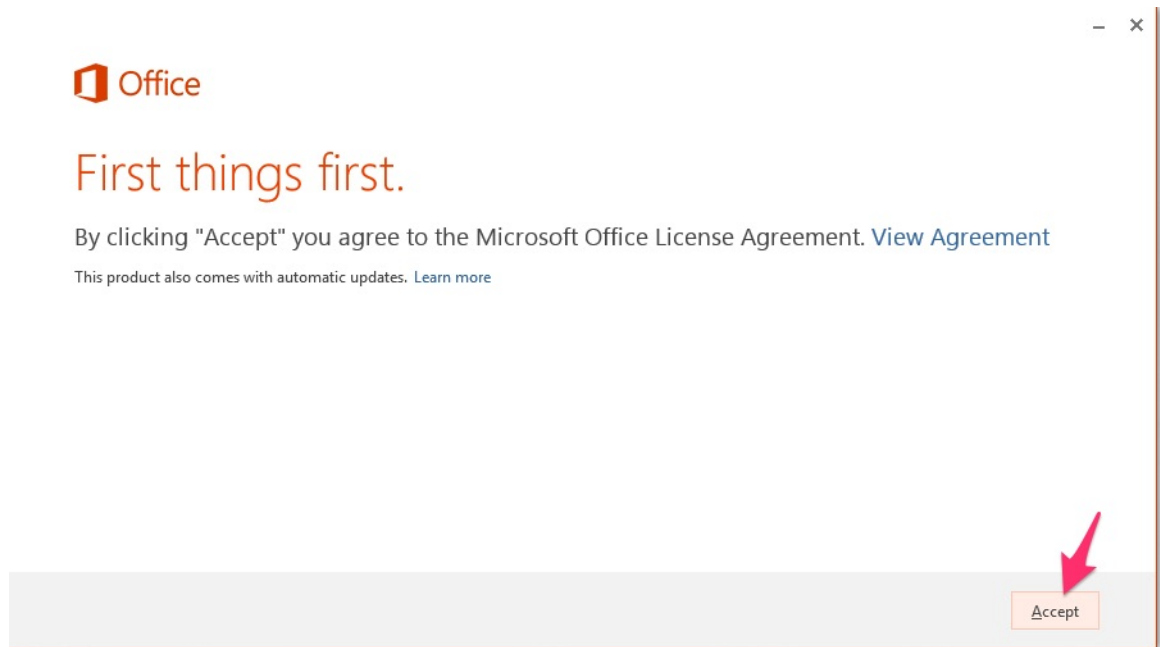 Office
First things first.
By clicking "Accept" you agree to the Microsoft Office License Agreement. View Agreement
This product also comes with automatic updates. Learn more
Accept